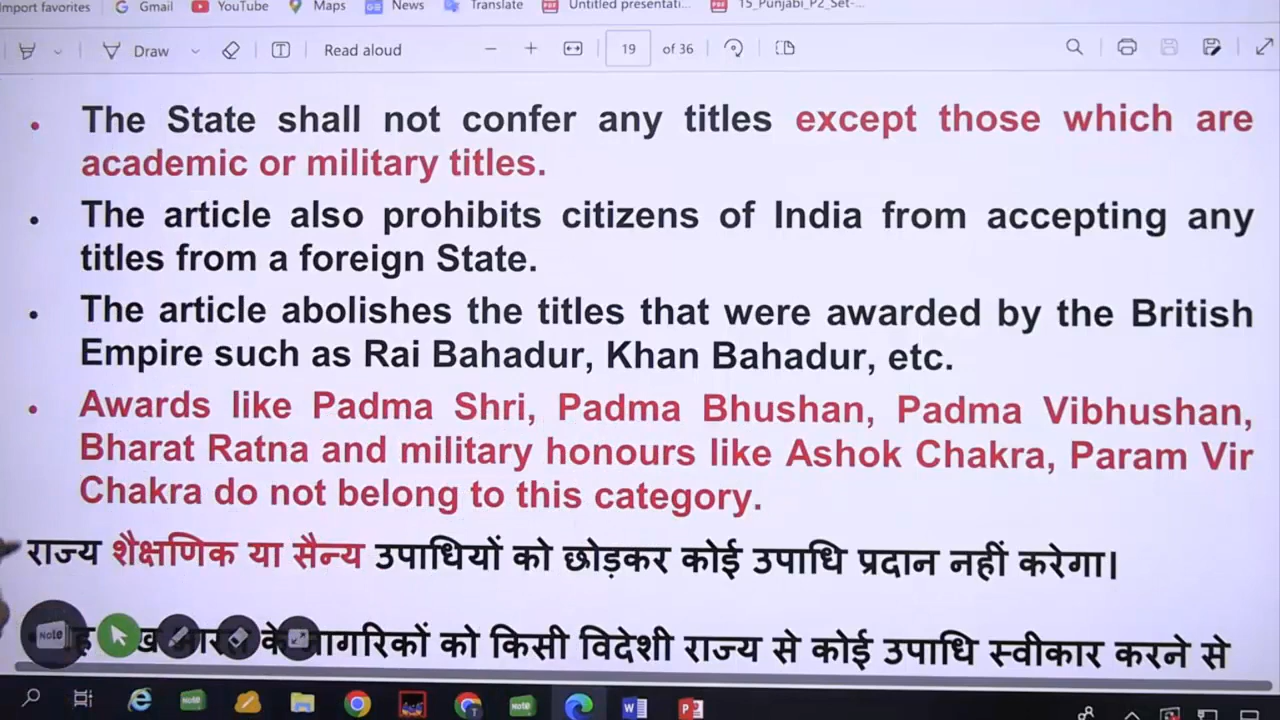 Import favorites Gmail YouTube Maps News Translate Untitled presentati... 15_Punjabi_P2_Set-...
Draw Read aloud 19 of 36
• The State shall not confer any titles except those which are
academic or military titles.
• The article also prohibits citizens of India from accepting any
titles from a foreign State.
• The article abolishes the titles that were awarded by the British
Empire such as Rai Bahadur, Khan Bahadur, etc.
• Awards like Padma Shri, Padma Bhushan, Padma Vibhushan,
Bharat Ratna and military honours like Ashok Chakra, Param Vir
Chakra do not belong to this category.
राज्य शैक्षणिक या सैन्य उपाधियों को छोड़कर कोई उपाधि प्रदान नहीं करेगा।
Note के नागरिकों को किसी विदेशी राज्य से कोई उपाधि स्वीकार करने से
Note Note